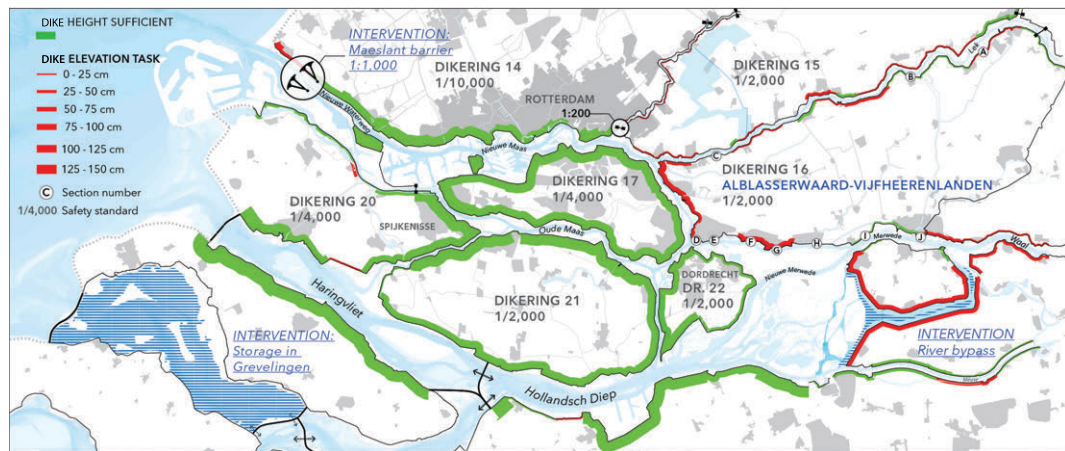 DIKE HEIGHT SUFFICIENT
DIKE ELEVATION TASK
0 - 25 cm
25 - 50 cm
50 - 75 cm
75 - 100 cm
100 - 125 cm
125 - 150 cm
C Section number
1/4,000 Safety standard
INTERVENTION:
Maeslant barrier
1:1,000
DIKERING 14
1/10,000
ROTTERDAM
1:200
DIKERING 15
1/2,000
Lek
A
B
C
Nieuwe Waterweg
Nieuwe Maas
DIKERING 16
ALBLASSERWAARD-VIJFHEERENLANDEN
1/2,000
DIKERING 17
1/4,000
DIKERING 20
1/4,000
SPIJKENISSE
Oude Maas
D
E
F
G
H
I
Merwede
J
Waal
DORDRECHT
DR. 22
1/2,000
Nieuwe Merwede
Haringvliet
DIKERING 21
1/2,000
INTERVENTION:
Storage in
Grevelingen
INTERVENTION
River bypass
Hollandsch Diep